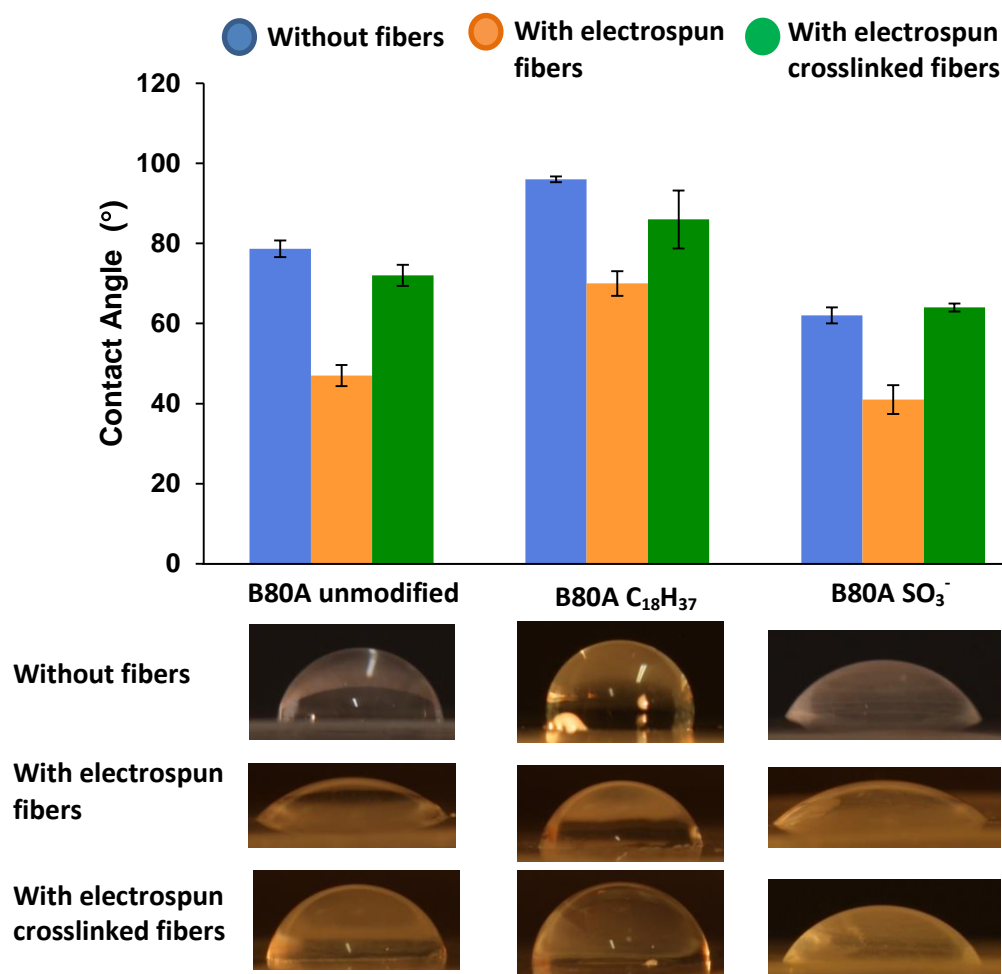 Without fibers
With electrospun
fibers
With electrospun
crosslinked fibers
120
100
80
60
40
20
0
Contact Angle (°)
B80A unmodified
B80A C₁₈H₃₇
B80A SO₃⁻
Without fibers
With electrospun
fibers
With electrospun
crosslinked fibers